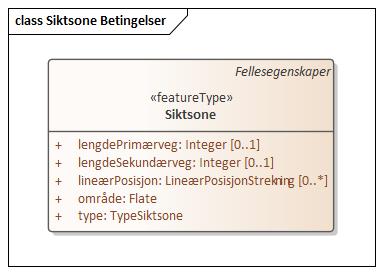 class Siktsone Betingelser
Fellesegenskaper
«featureType»
Siktsone
+ lengdePrimærveg: Integer [0..1]
+ lengdeSekundærveg: Integer [0..1]
+ lineærPosisjon: LineærPosisjonStrekning [0..*]
+ område: Flate
+ type: TypeSiktsone